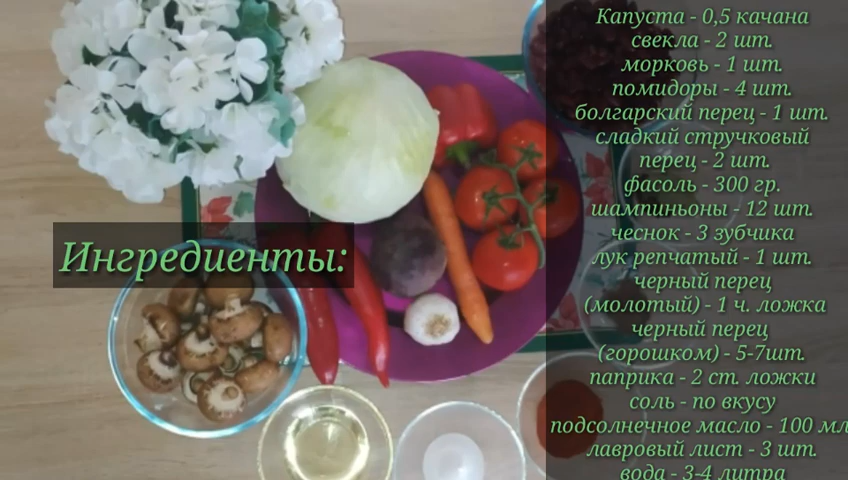 Ингредиенты:
Капуста - 0,5 качана
свекла - 2 шт.
морковь - 1 шт.
помидоры - 4 шт.
болгарский перец - 1 шт.
сладкий стручковый
перец - 2 шт.
фасоль - 300 гр.
шампиньоны - 12 шт.
чеснок - 3 зубчика
лук репчатый - 1 шт.
черный перец
(молотый) - 1 ч. ложка
черный перец
(горошком) - 5-7шт.
паприка - 2 ст. ложки
соль - по вкусу
подсолнечное масло - 100 мл
лавровый лист - 3 шт.
вода - 3-4 литра